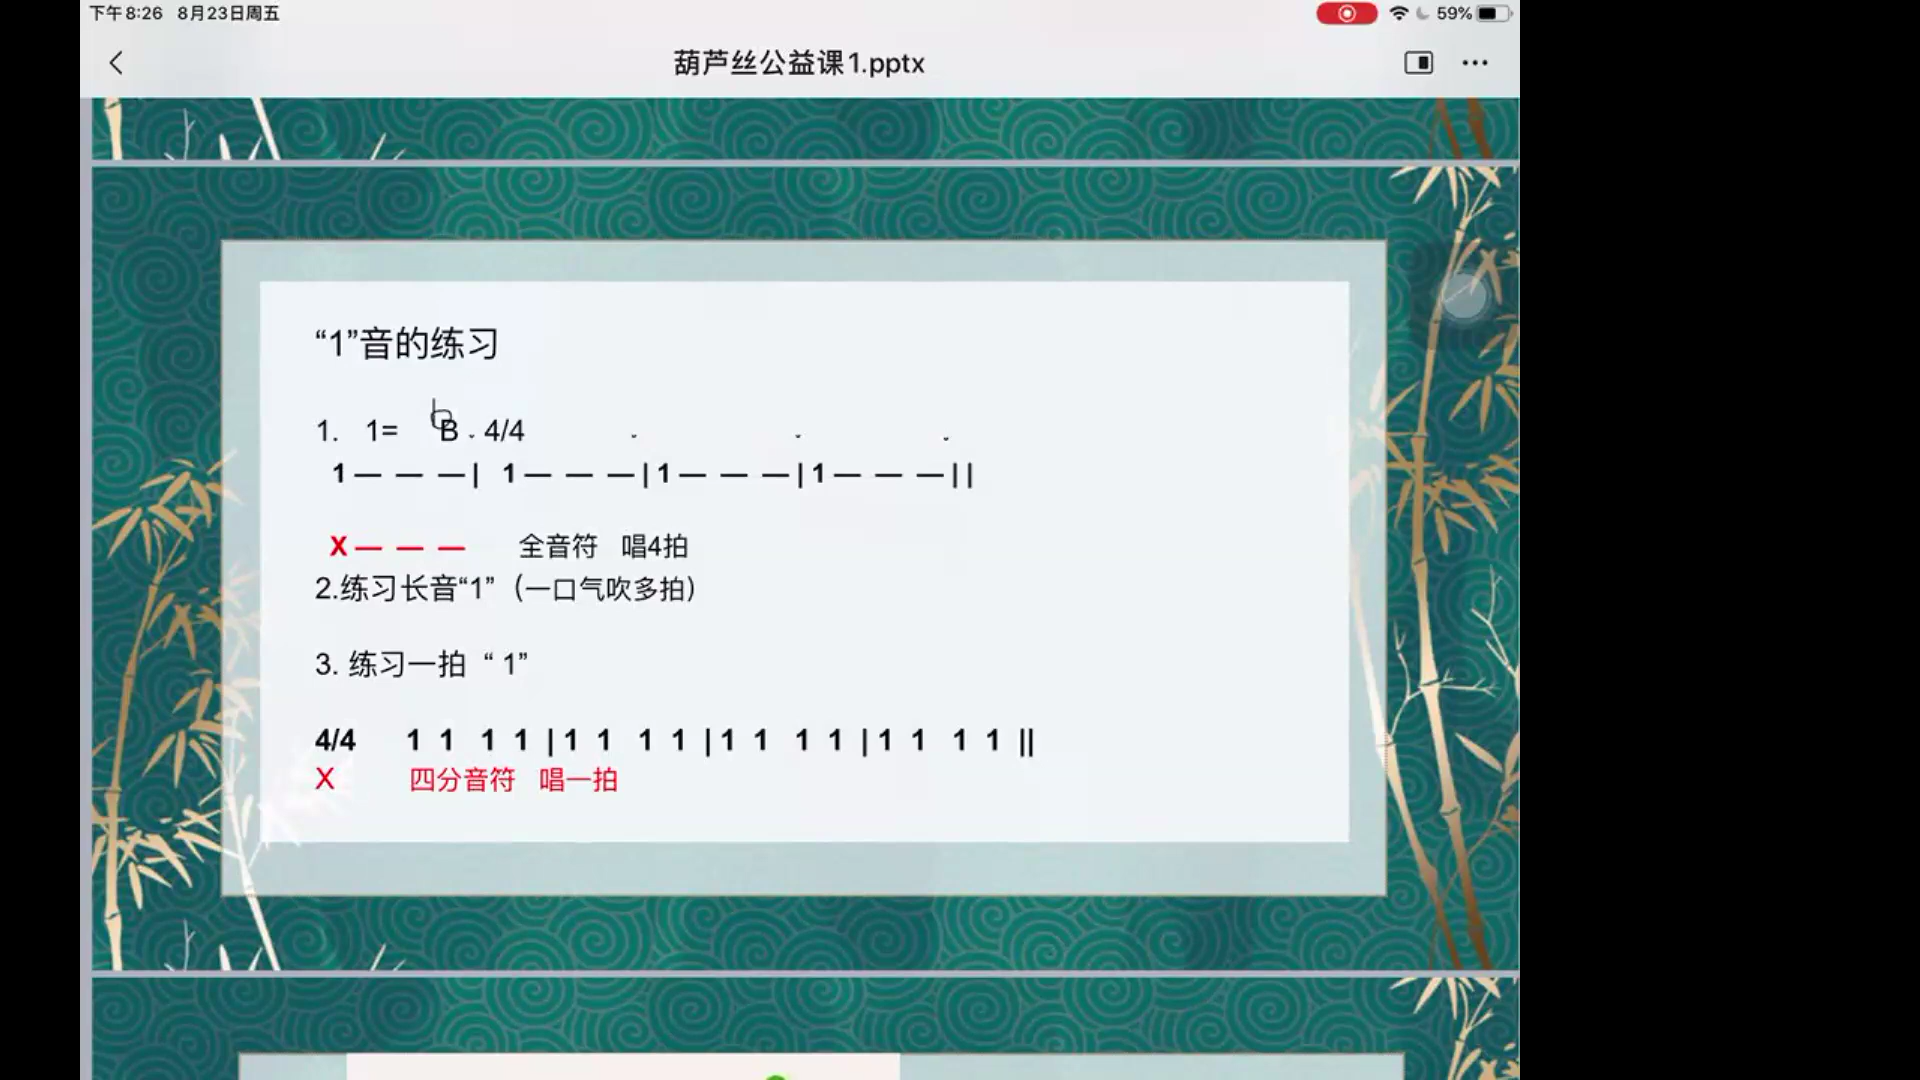 下午8:26 8月23日周五
59%
葫芦丝公益课1.pptx
“1”音的练习
1. 1= bB 4/4
1— — —| 1— — —|1— — —|1— — —||
X— — — 全音符 唱4拍
2.练习长音“1”（一口气吹多拍）
3. 练习一拍 “ 1”
4/4 1 1 1 1 |1 1 1 1 |1 1 1 1 |1 1 1 1 ||
X 四分音符 唱一拍